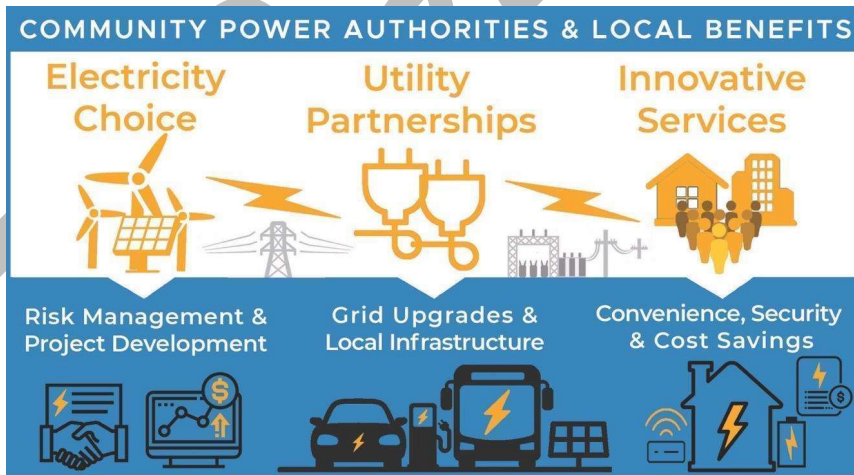 COMMUNITY POWER AUTHORITIES & LOCAL BENEFITS
Electricity
Choice
Utility
Partnerships
Innovative
Services
Risk Management &
Project Development
Grid Upgrades &
Local Infrastructure
Convenience, Security
& Cost Savings
$
$